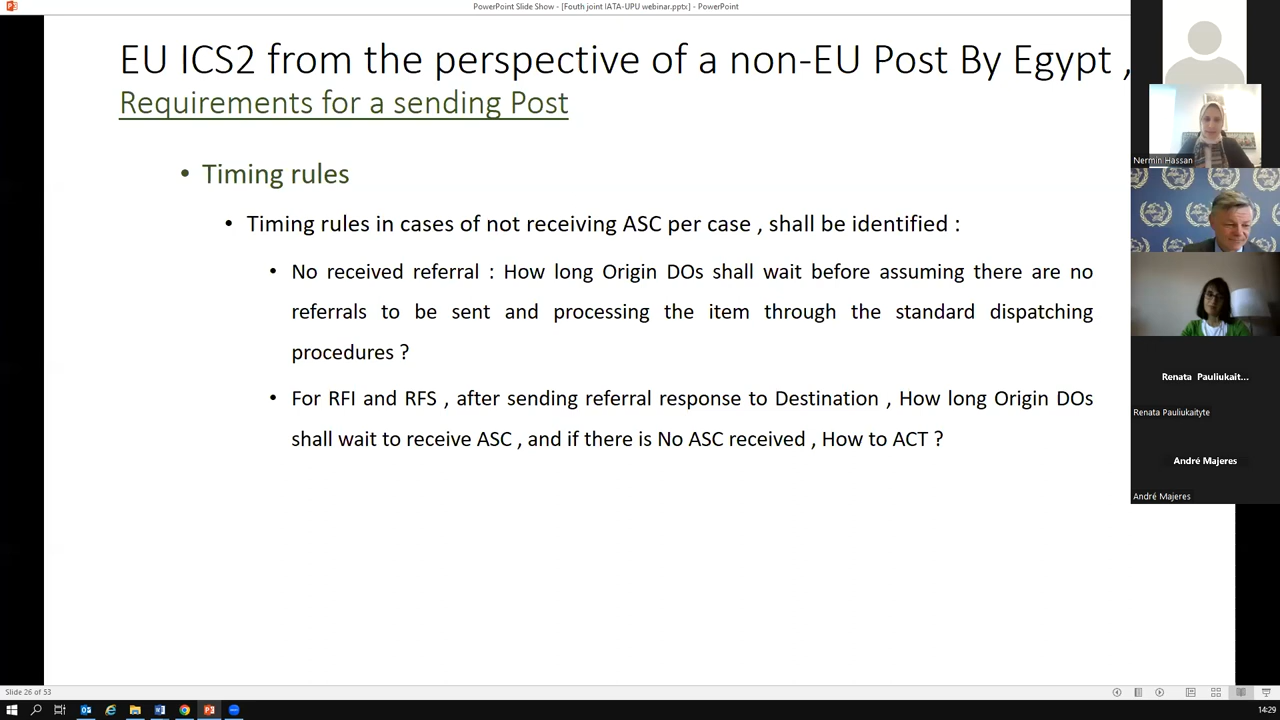 PowerPoint Slide Show - [Fouth joint IATA-UPU webinar.pptx] - PowerPoint
EU ICS2 from the perspective of a non-EU Post By Egypt ,
Requirements for a sending Post
• Timing rules
• Timing rules in cases of not receiving ASC per case , shall be identified :
• No received referral : How long Origin DOs shall wait before assuming there are no
referrals to be sent and processing the item through the standard dispatching
procedures ?
• For RFI and RFS , after sending referral response to Destination , How long Origin DOs
shall wait to receive ASC , and if there is No ASC received , How to ACT ?
Nermin Hassan
Renata Pauliukait...
Renata Pauliukaityte
André Majeres
André Majeres
Slide 26 of 53
14:29